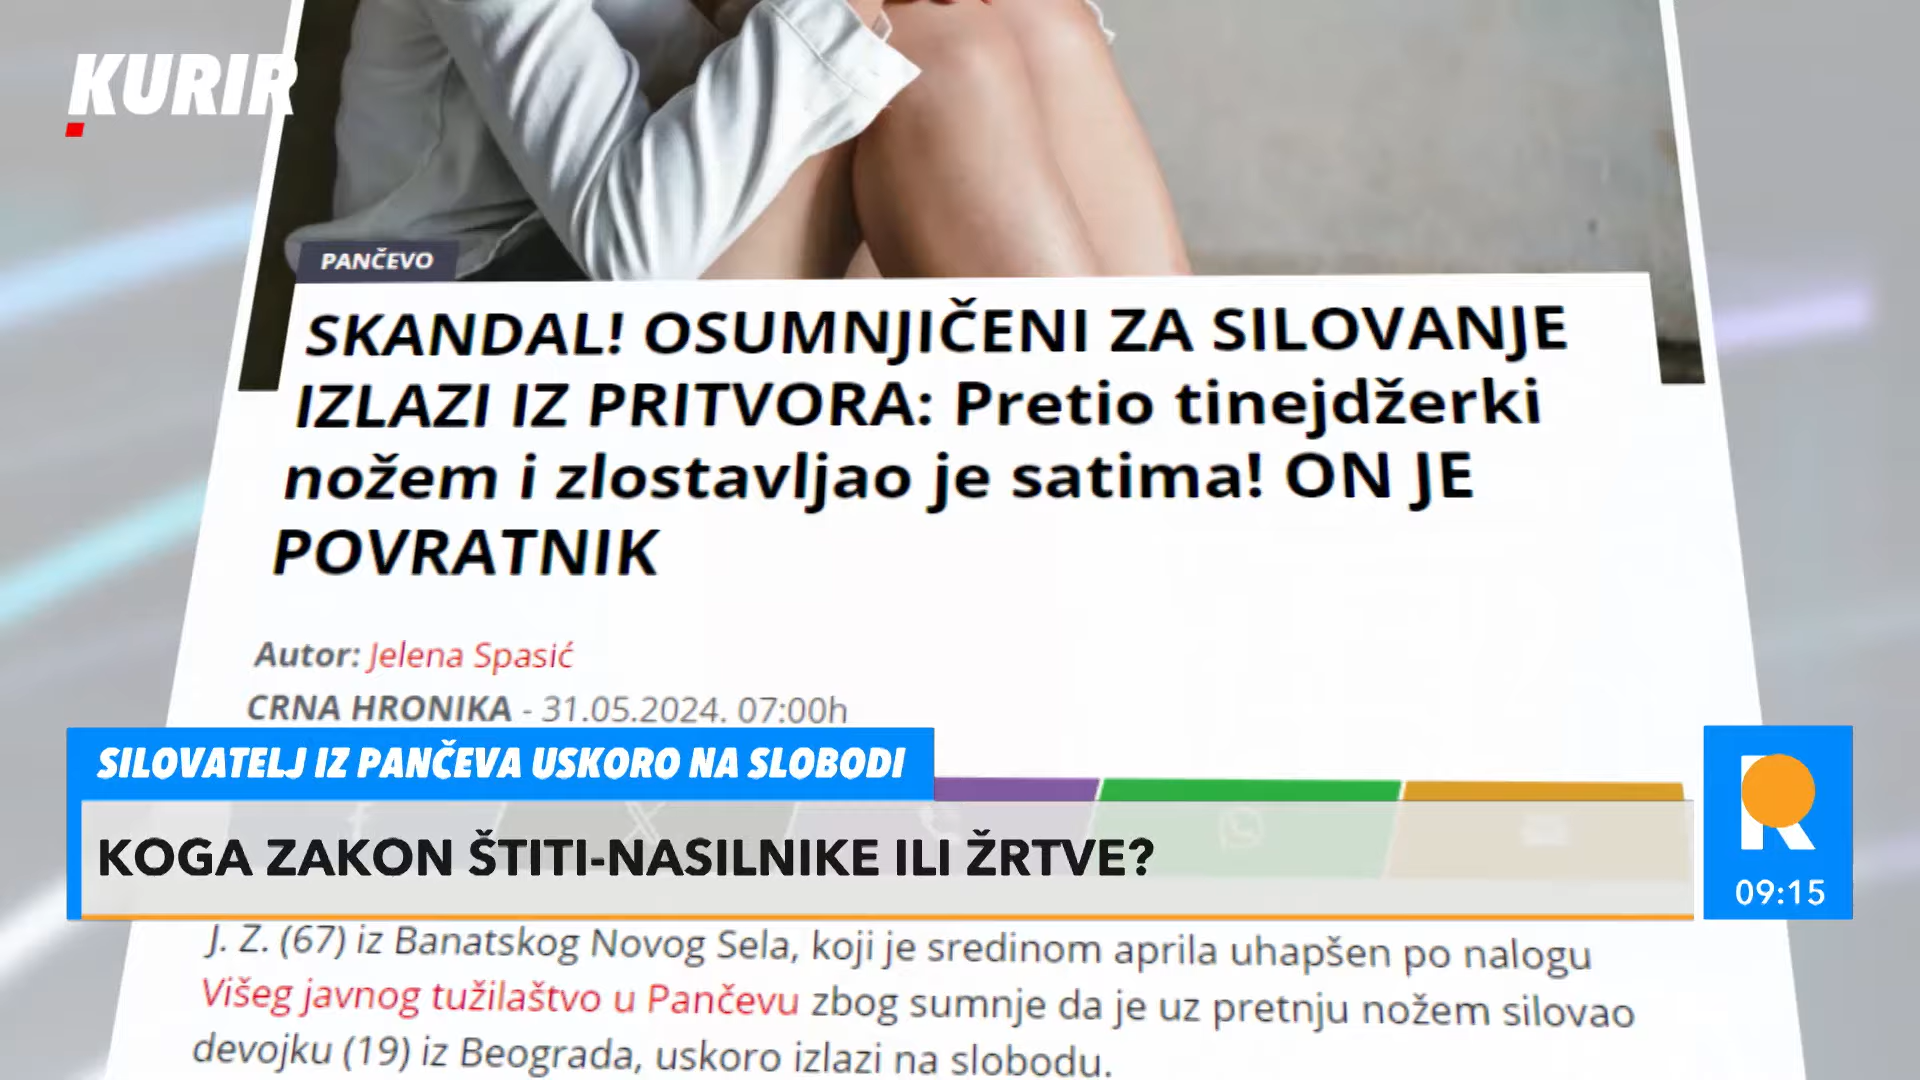 KURIR
PANČEVO
SKANDAL! OSUMNJIČENI ZA SILOVANJE
IZLAZI IZ PRITVORA: Pretio tinejdžerki
nožem i zlostavljao je satima! ON JE
POVRATNIK
Autor: Jelena Spasić
CRNA HRONIKA - 31.05.2024. 07:00h
SILOVATELJ IZ PANČEVA USKORO NA SLOBODI
KOGA ZAKON ŠTITI-NASILNIKE ILI ŽRTVE?
R
09:15
J. Z. (67) iz Banatskog Novog Sela, koji je sredinom aprila uhapšen po nalogu
Višeg javnog tužilaštvo u Pančevu zbog sumnje da je uz pretnju nožem silovao
devojku (19) iz Beograda, uskoro izlazi na slobodu.